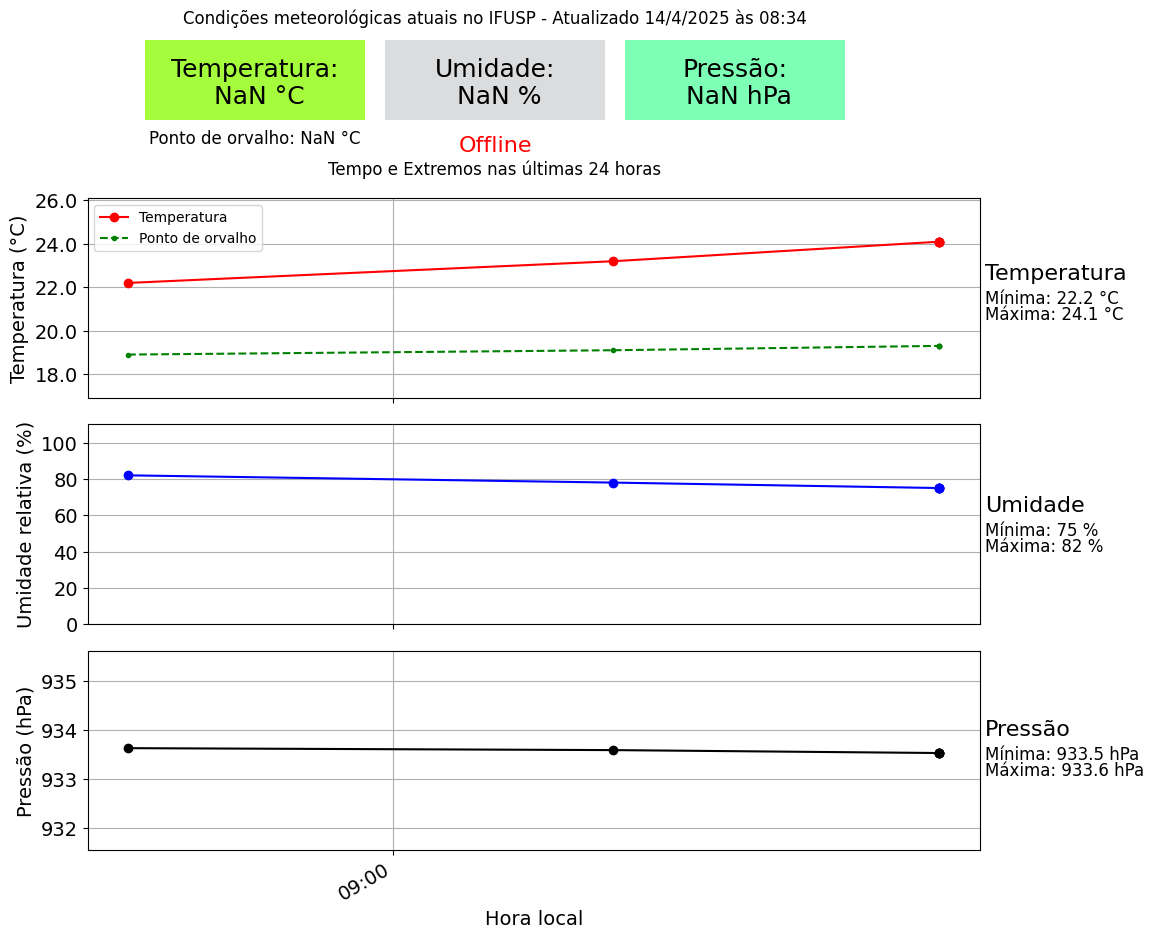 Condições meteorológicas atuais no IFUSP - Atualizado 14/4/2025 às 08:34
Temperatura:
NaN °C
Umidade:
NaN %
Pressão:
NaN hPa
Ponto de orvalho: NaN °C
Offline
Tempo e Extremos nas últimas 24 horas
Temperatura (°C)
26.0
24.0
22.0
20.0
18.0
Temperatura
Ponto de orvalho
Temperatura
Mínima: 22.2 °C
Máxima: 24.1 °C
Umidade relativa (%)
100
80
60
40
20
0
Umidade
Mínima: 75 %
Máxima: 82 %
Pressão (hPa)
935
934
933
932
Pressão
Mínima: 933.5 hPa
Máxima: 933.6 hPa
09:00
Hora local